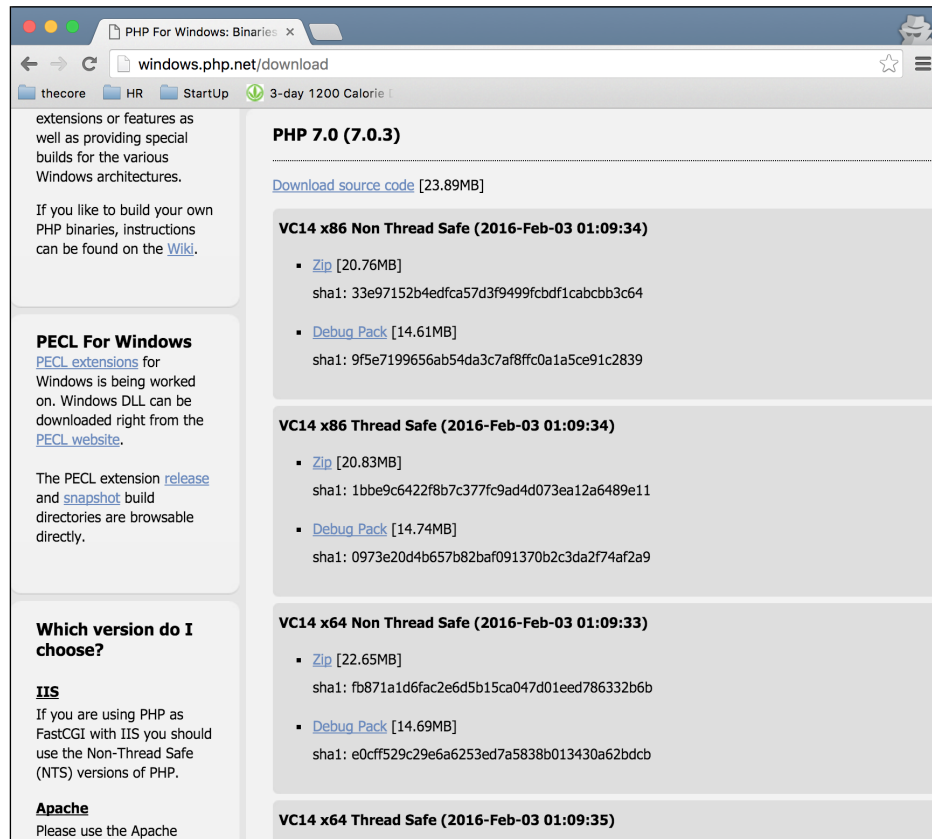 PHP For Windows: Binaries
windows.php.net/download
thecore HR StartUp 3-day 1200 Calorie
extensions or features as
well as providing special
builds for the various
Windows architectures.
If you like to build your own
PHP binaries, instructions
can be found on the Wiki.
PECL For Windows
PECL extensions for
Windows is being worked
on. Windows DLL can be
downloaded right from the
PECL website.
The PECL extension release
and snapshot build
directories are browsable
directly.
Which version do I
choose?
IIS
If you are using PHP as
FastCGI with IIS you should
use the Non-Thread Safe
(NTS) versions of PHP.
Apache
Please use the Apache
PHP 7.0 (7.0.3)
Download source code [23.89MB]
VC14 x86 Non Thread Safe (2016-Feb-03 01:09:34)
Zip [20.76MB]
sha1: 33e97152b4edfca57d3f9499fcbdf1cabcbb3c64
Debug Pack [14.61MB]
sha1: 9f5e7199656ab54da3c7af8ffc0a1a5ce91c2839
VC14 x86 Thread Safe (2016-Feb-03 01:09:34)
Zip [20.83MB]
sha1: 1bbe9c6422f8b7c377fc9ad4d073ea12a6489e11
Debug Pack [14.74MB]
sha1: 0973e20d4b657b82baf091370b2c3da2f74af2a9
VC14 x64 Non Thread Safe (2016-Feb-03 01:09:33)
Zip [22.65MB]
sha1: fb871a1d6fac2e6d5b15ca047d01eed786332b6b
Debug Pack [14.69MB]
sha1: e0cff529c29e6a6253ed7a5838b013430a62bdcb
VC14 x64 Thread Safe (2016-Feb-03 01:09:35)